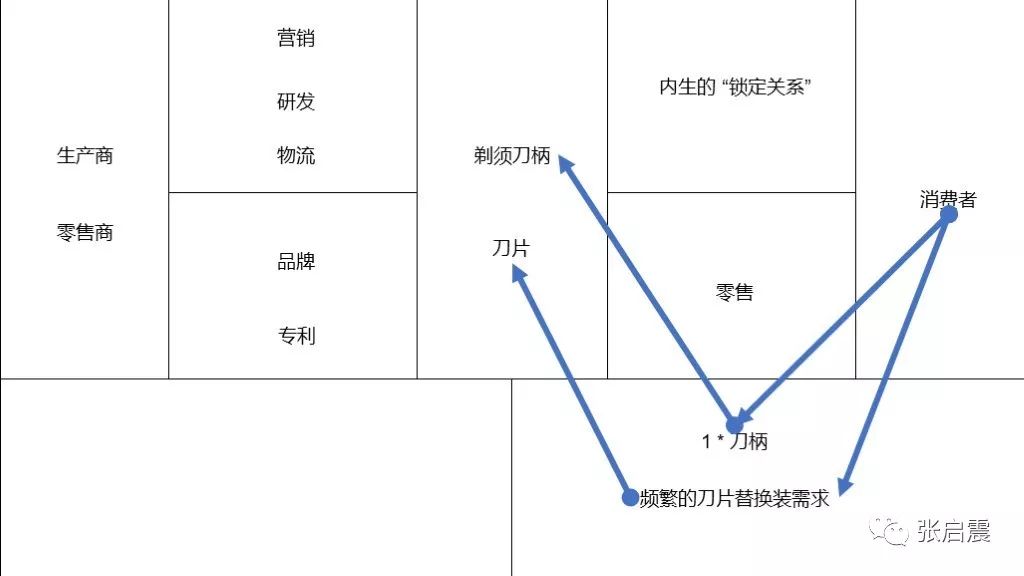 生产商
零售商
营销
研发
物流
品牌
专利
剃须刀柄
刀片
内生的 “锁定关系”
零售
消费者
1 * 刀柄
频繁的刀片替换装需求
张启震